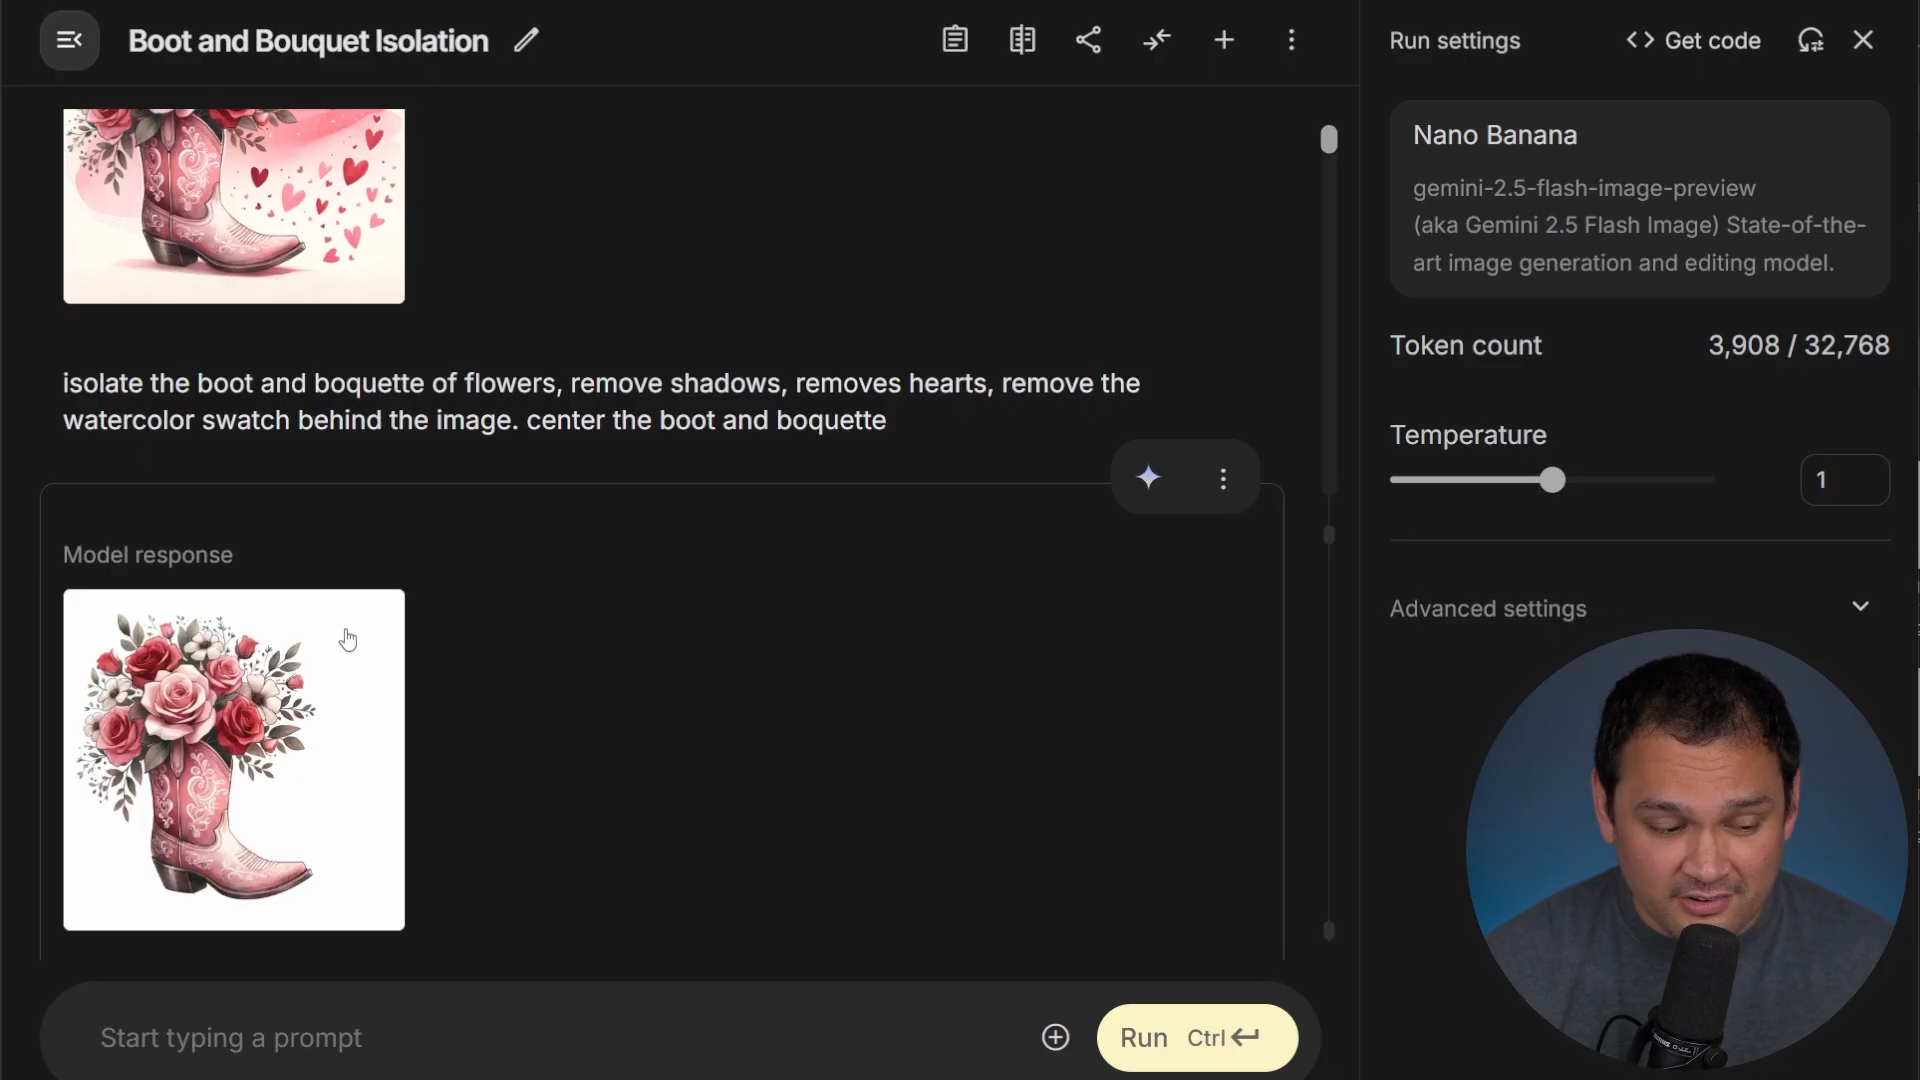 Boot and Bouquet Isolation
Run settings
Get code
Nano Banana
gemini-2.5-flash-image-preview
(aka Gemini 2.5 Flash Image) State-of-the-
art image generation and editing model.
Token count 3,908 / 32,768
Temperature
1
Advanced settings
isolate the boot and boquette of flowers, remove shadows, removes hearts, remove the
watercolor swatch behind the image. center the boot and boquette
Model response
Start typing a prompt
Run Ctrl